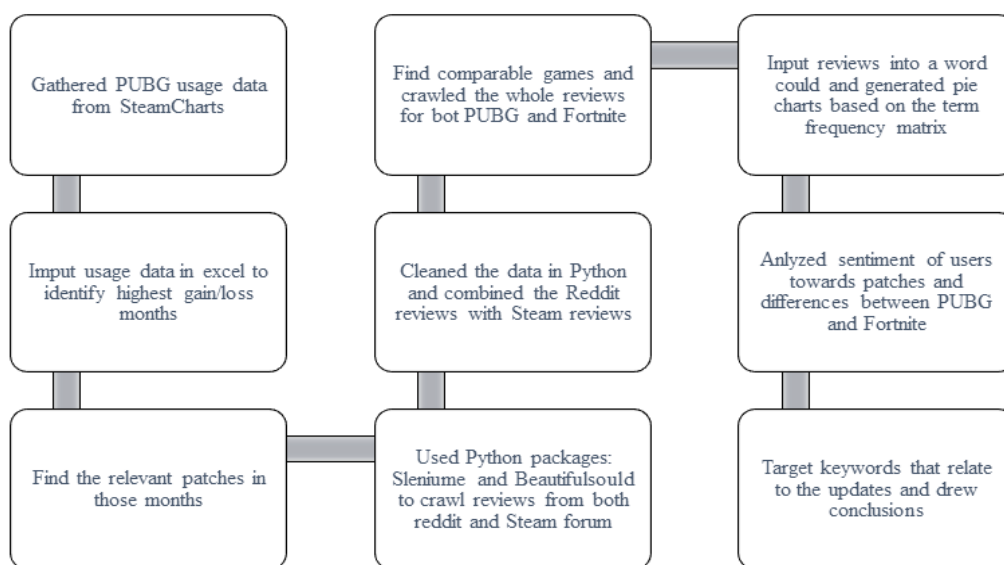 Gathered PUBG usage data
from SteamCharts
Imput usage data in excel to
identify highest gain/loss
months
Find the relevant patches in
those months
Used Python packages:
Sleniume and Beautifulsould
to crawl reviews from both
reddit and Steam forum
Cleaned the data in Python
and combined the Reddit
reviews with Steam reviews
Find comparable games and
crawled the whole reviews
for bot PUBG and Fortnite
Input reviews into a word
could and generated pie
charts based on the term
frequency matrix
Anlyzed sentiment of users
towards patches and
differences between PUBG
and Fortnite
Target keywords that relate
to the updates and drew
conclusions